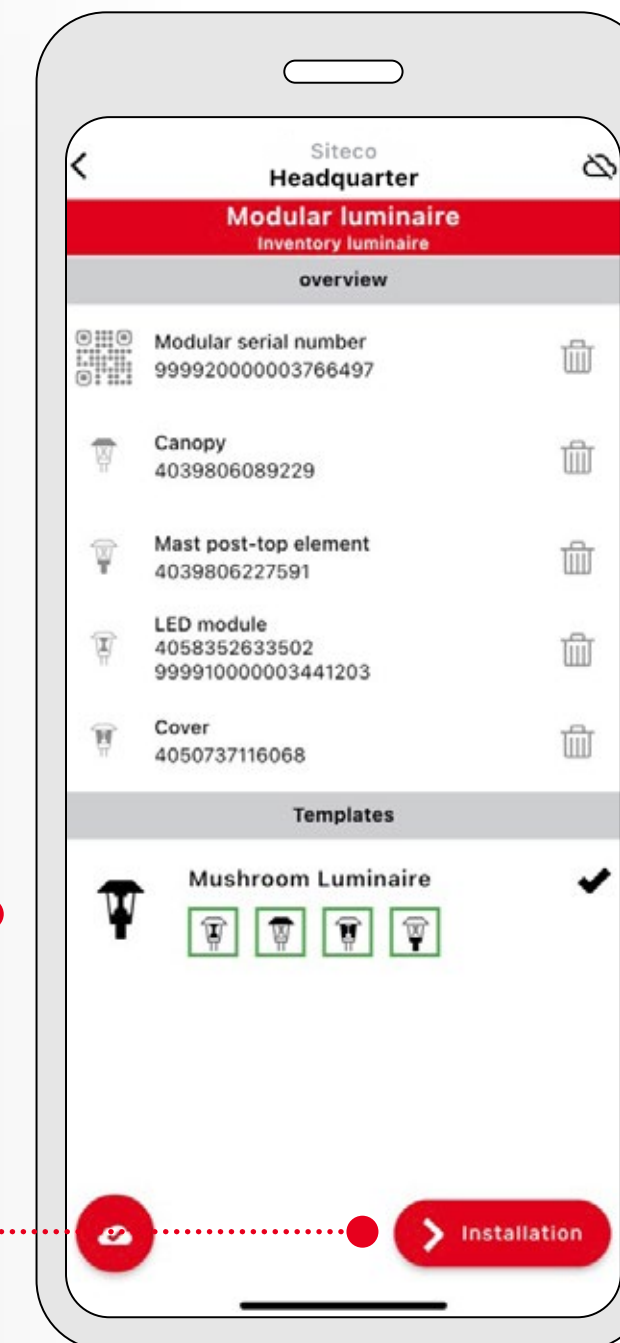 Siteco
Headquarter
Modular luminaire
Inventory luminaire
overview
Modular serial number
999920000003766497
Canopy
4039806089229
Mast post-top element
4039806227591
LED module
4058352633502
999910000003441203
Cover
4050737116068
Templates
Mushroom Luminaire
Installation